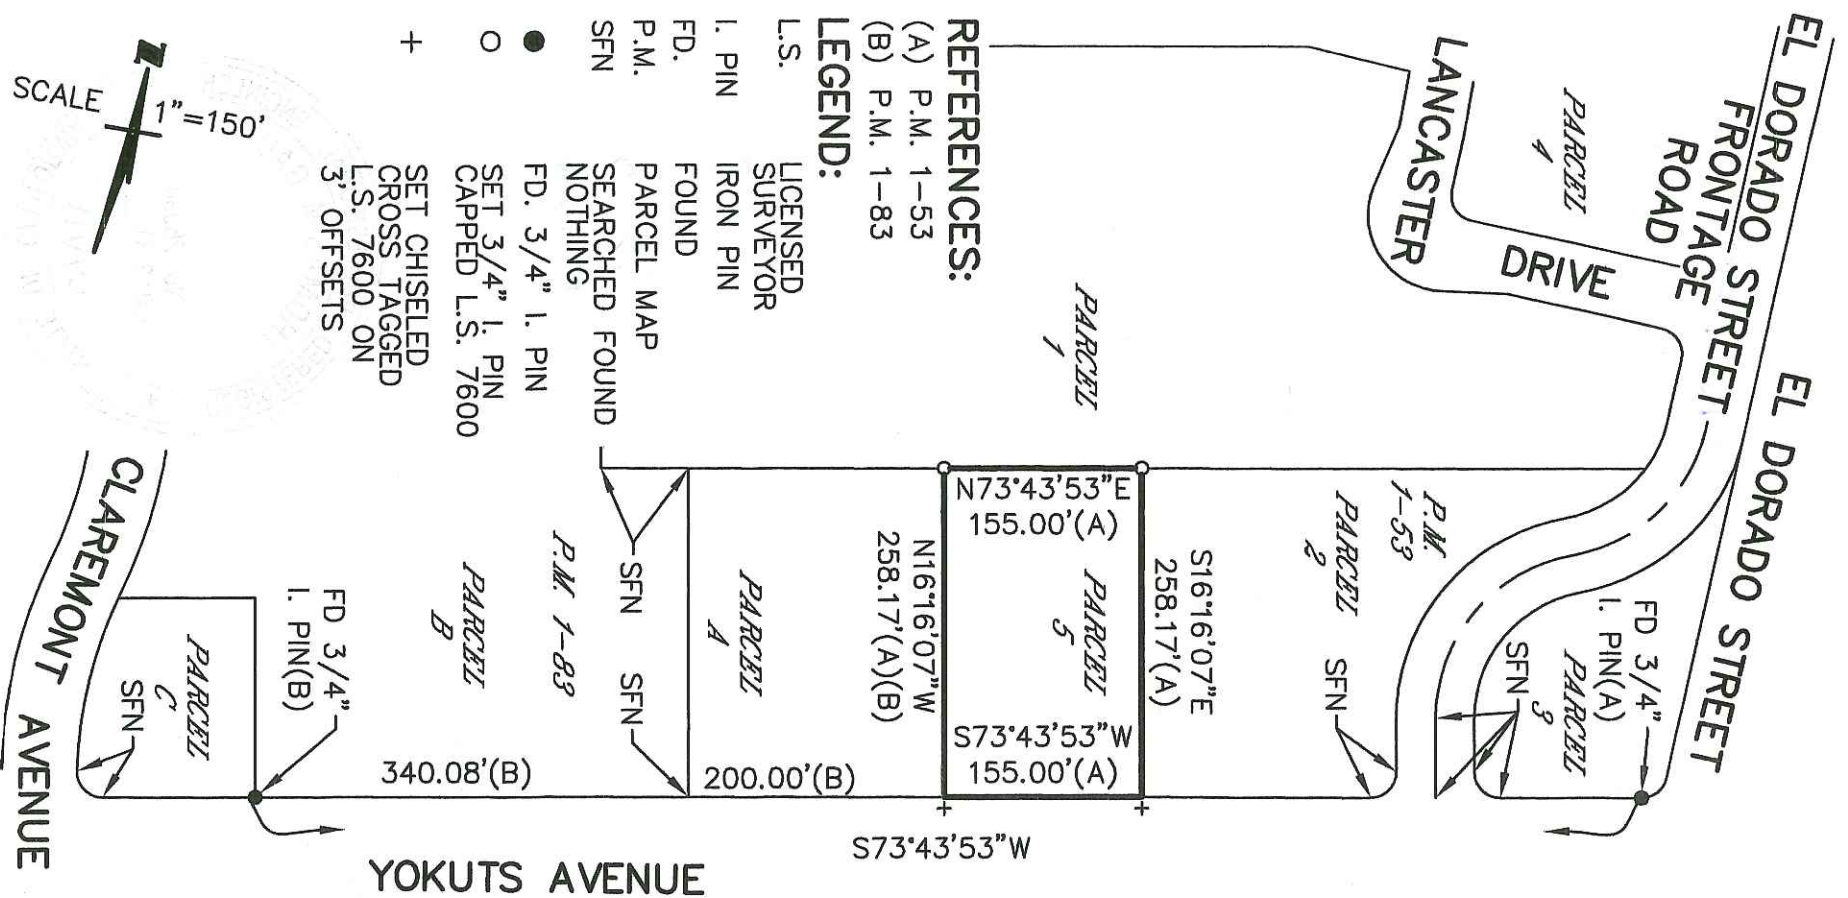 EL DORADO STREET
FRONTAGE
ROAD
EL DORADO STREET
EL DORADO STREET
LANCASTER
DRIVE
PARCEL
4
PARCEL
1
REFERENCES:
(A) P.M. 1-53
(B) P.M. 1-83
LEGEND:
L.S. LICENSED
SURVEYOR
I. PIN IRON PIN
FD. FOUND
P.M. PARCEL MAP
SFN SEARCHED FOUND
NOTHING
● FD. 3/4" I. PIN
○ SET 3/4" I. PIN
CAPPED L.S. 7600
+ SET CHISELED
CROSS TAGGED
L.S. 7600 ON
3' OFFSETS
N
SCALE 1"=150'
P.M.
1-53
PARCEL
2
SFN
FD 3/4"
I. PIN(A)
PARCEL
3
SFN
N73°43'53"E
155.00'(A)
S16°16'07"E
258.17'(A)
N16°16'07"W
258.17'(A)(B)
PARCEL
5
S73°43'53"W
155.00'(A)
PARCEL
A
SFN
SFN
P.M. 1-83
PARCEL
B
FD 3/4"
I. PIN(B)
PARCEL
C
SFN
340.08'(B)
200.00'(B)
S73°43'53"W
YOKUTS AVENUE
CLAREMONT AVENUE